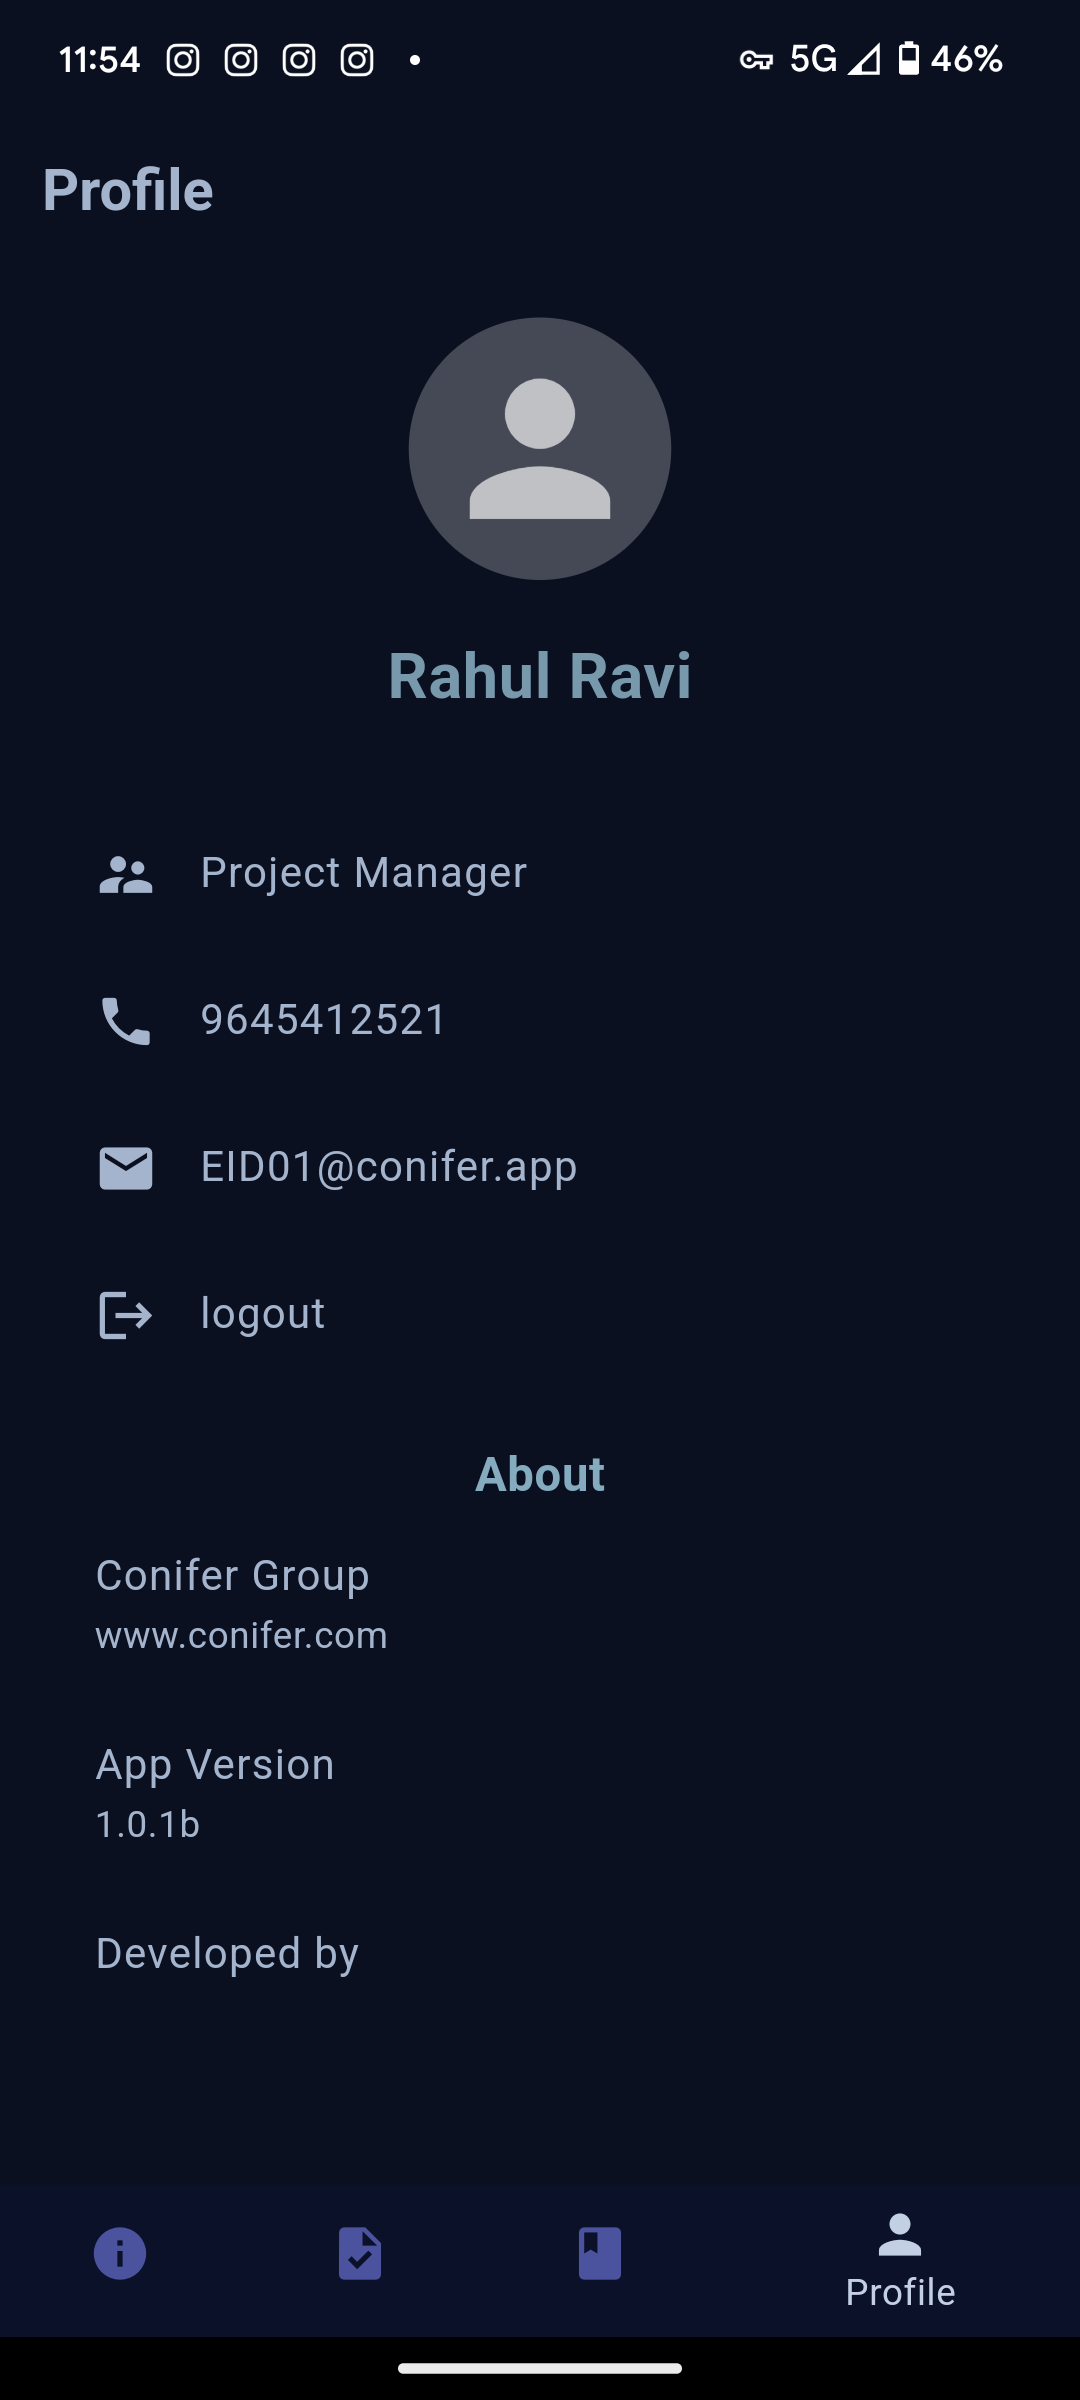 11:54 5G 46%
Profile
Rahul Ravi
Project Manager
9645412521
EID01@conifer.app
logout
About
Conifer Group
www.conifer.com
App Version
1.0.1b
Developed by
Profile